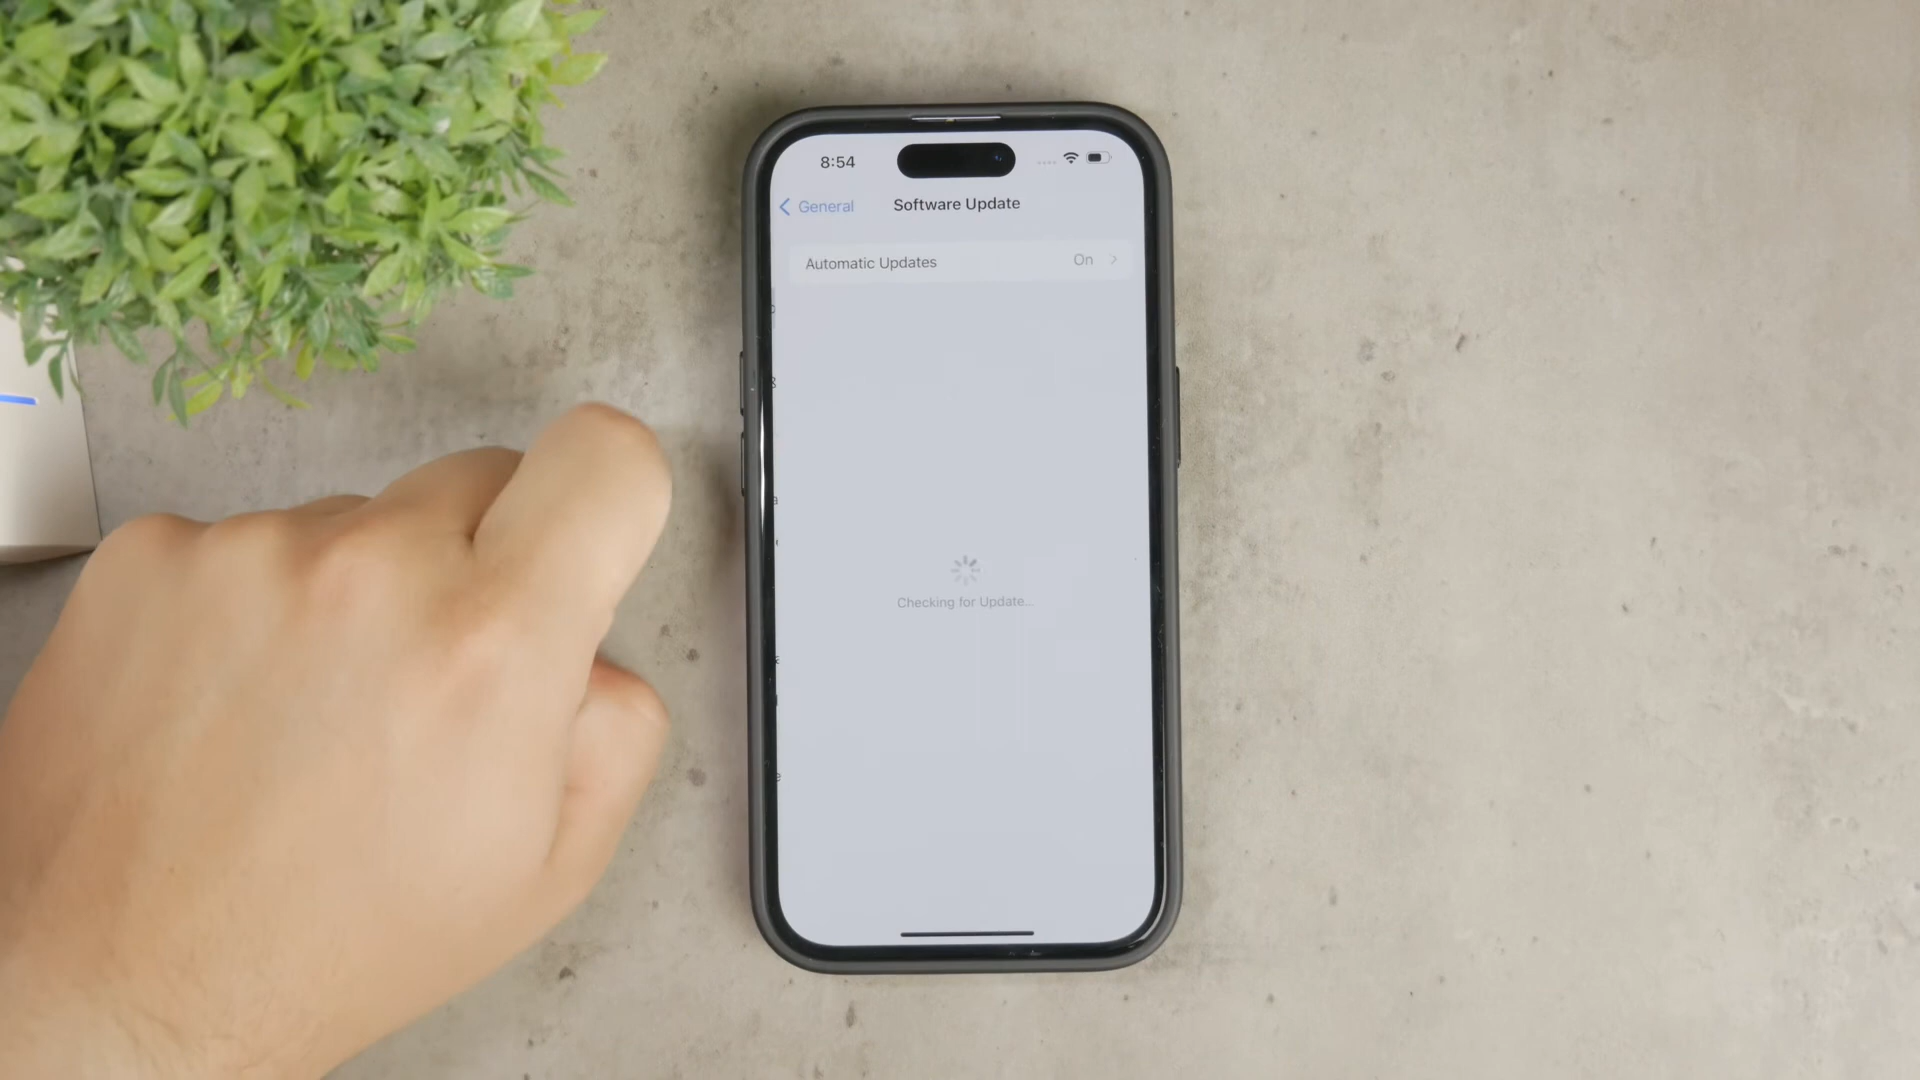 8:54
General
Software Update
Automatic Updates On
Checking for Update...